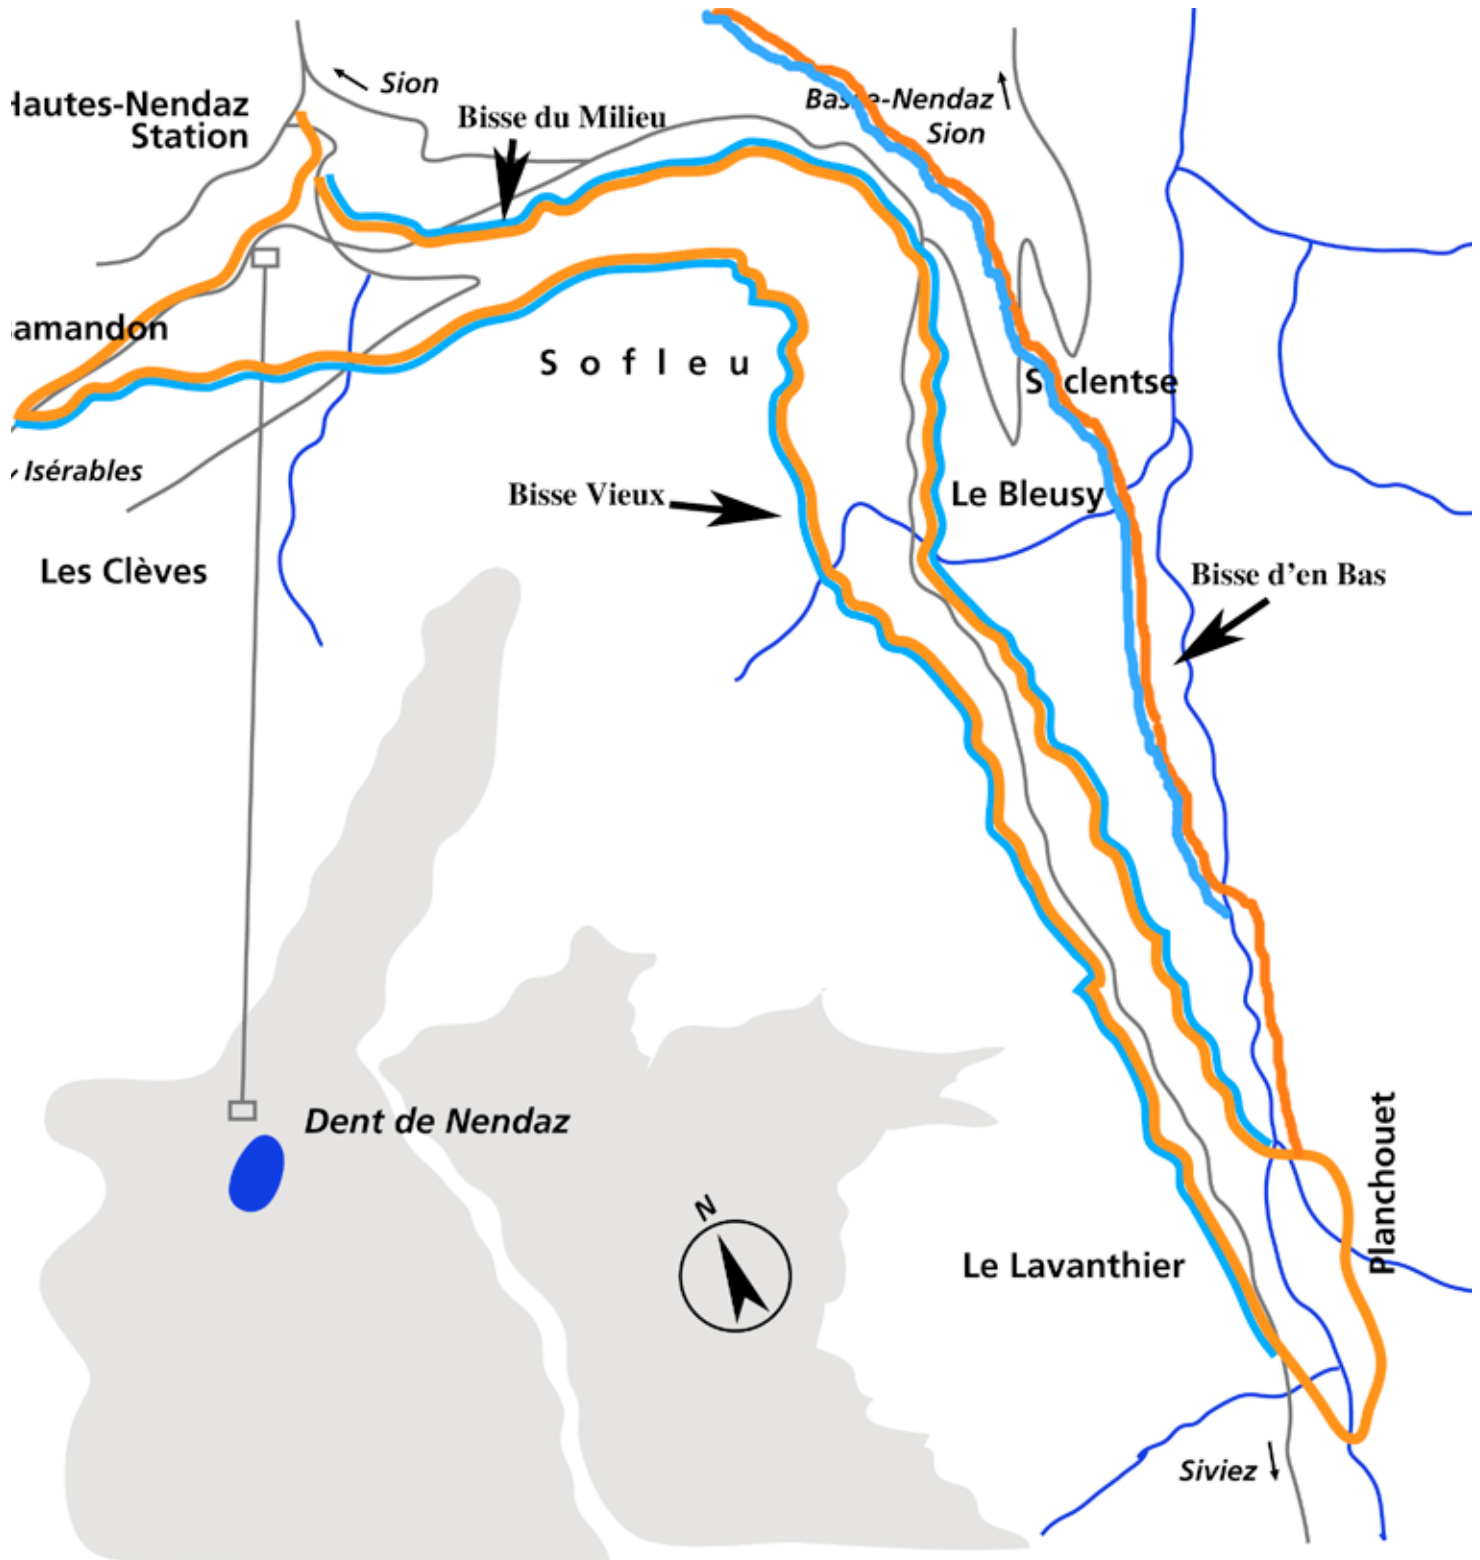 Hautes-Nendaz
Station
Sion
Bisse du Milieu
Basse-Nendaz
Sion
amandon
Sofleu
Saclentse
Isérables
Bisse Vieux
Le Bleusy
Les Clèves
Bisse d'en Bas
Dent de Nendaz
Planchouet
N
Le Lavanthier
Siviez